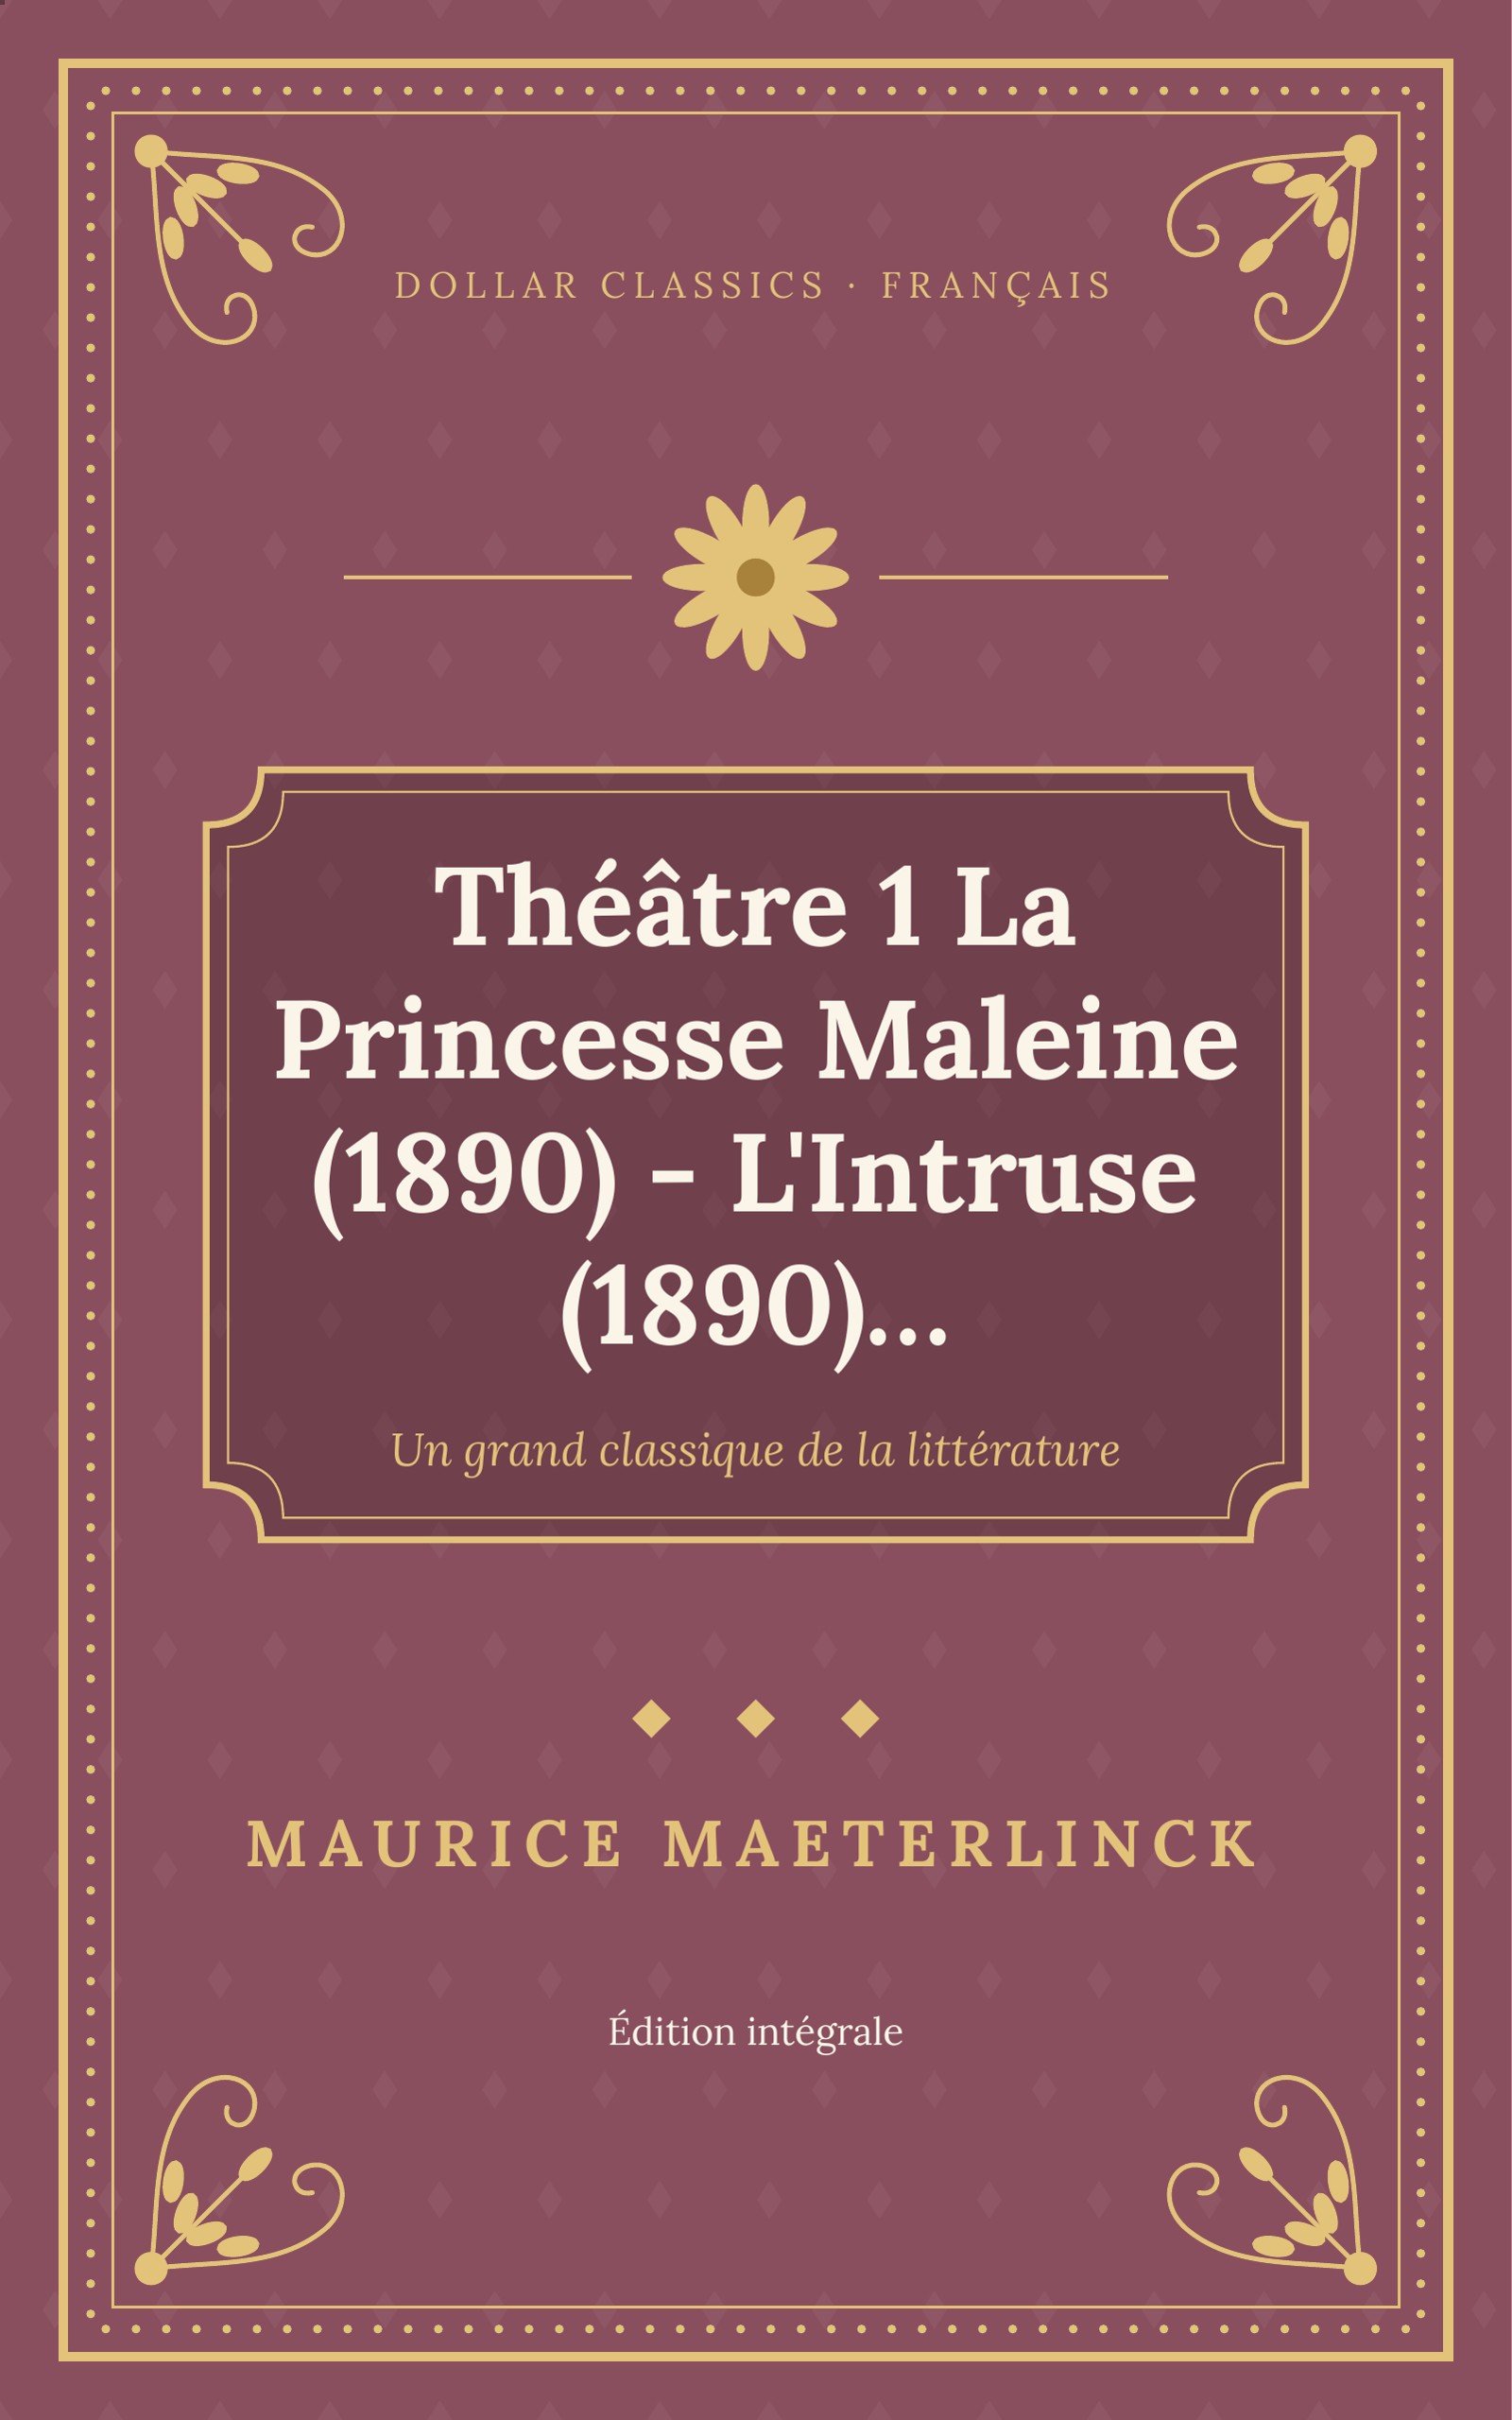 DOLLAR CLASSICS · FRANÇAIS
Théâtre 1 La
Princesse Maleine
(1890) – L'Intruse
(1890)...
Un grand classique de la littérature
MAURICE MAETERLINCK
Édition intégrale